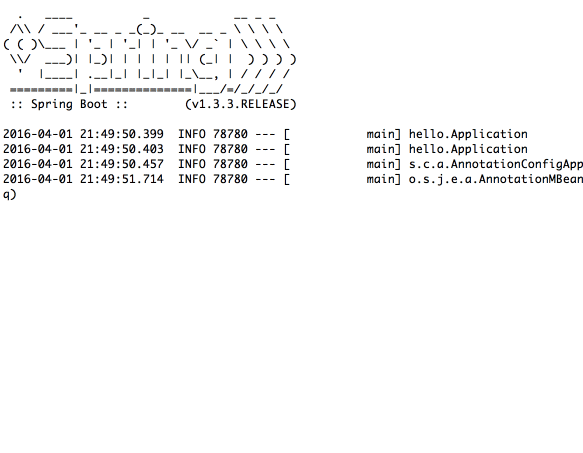 .   ____          _            __ _ _
 /\\ / ___'_ __ _ _(_)_ __  __ _ \ \ \ \
( ( )\___ | '_ | '_| | '_ \/ _` | \ \ \ \
 \\/  ___)| |_)| | | | | || (_| |  ) ) ) )
  '  |____| .__|_| |_|_| |_\__, | / / / /
 =========|_|==============|___/=/_/_/_/
 :: Spring Boot ::        (v1.3.3.RELEASE)
2016-04-01 21:49:50.399  INFO 78780 --- [           main] hello.Application
2016-04-01 21:49:50.403  INFO 78780 --- [           main] hello.Application
2016-04-01 21:49:50.457  INFO 78780 --- [           main] s.c.a.AnnotationConfigApp
2016-04-01 21:49:51.714  INFO 78780 --- [           main] o.s.j.e.a.AnnotationMBean
q)